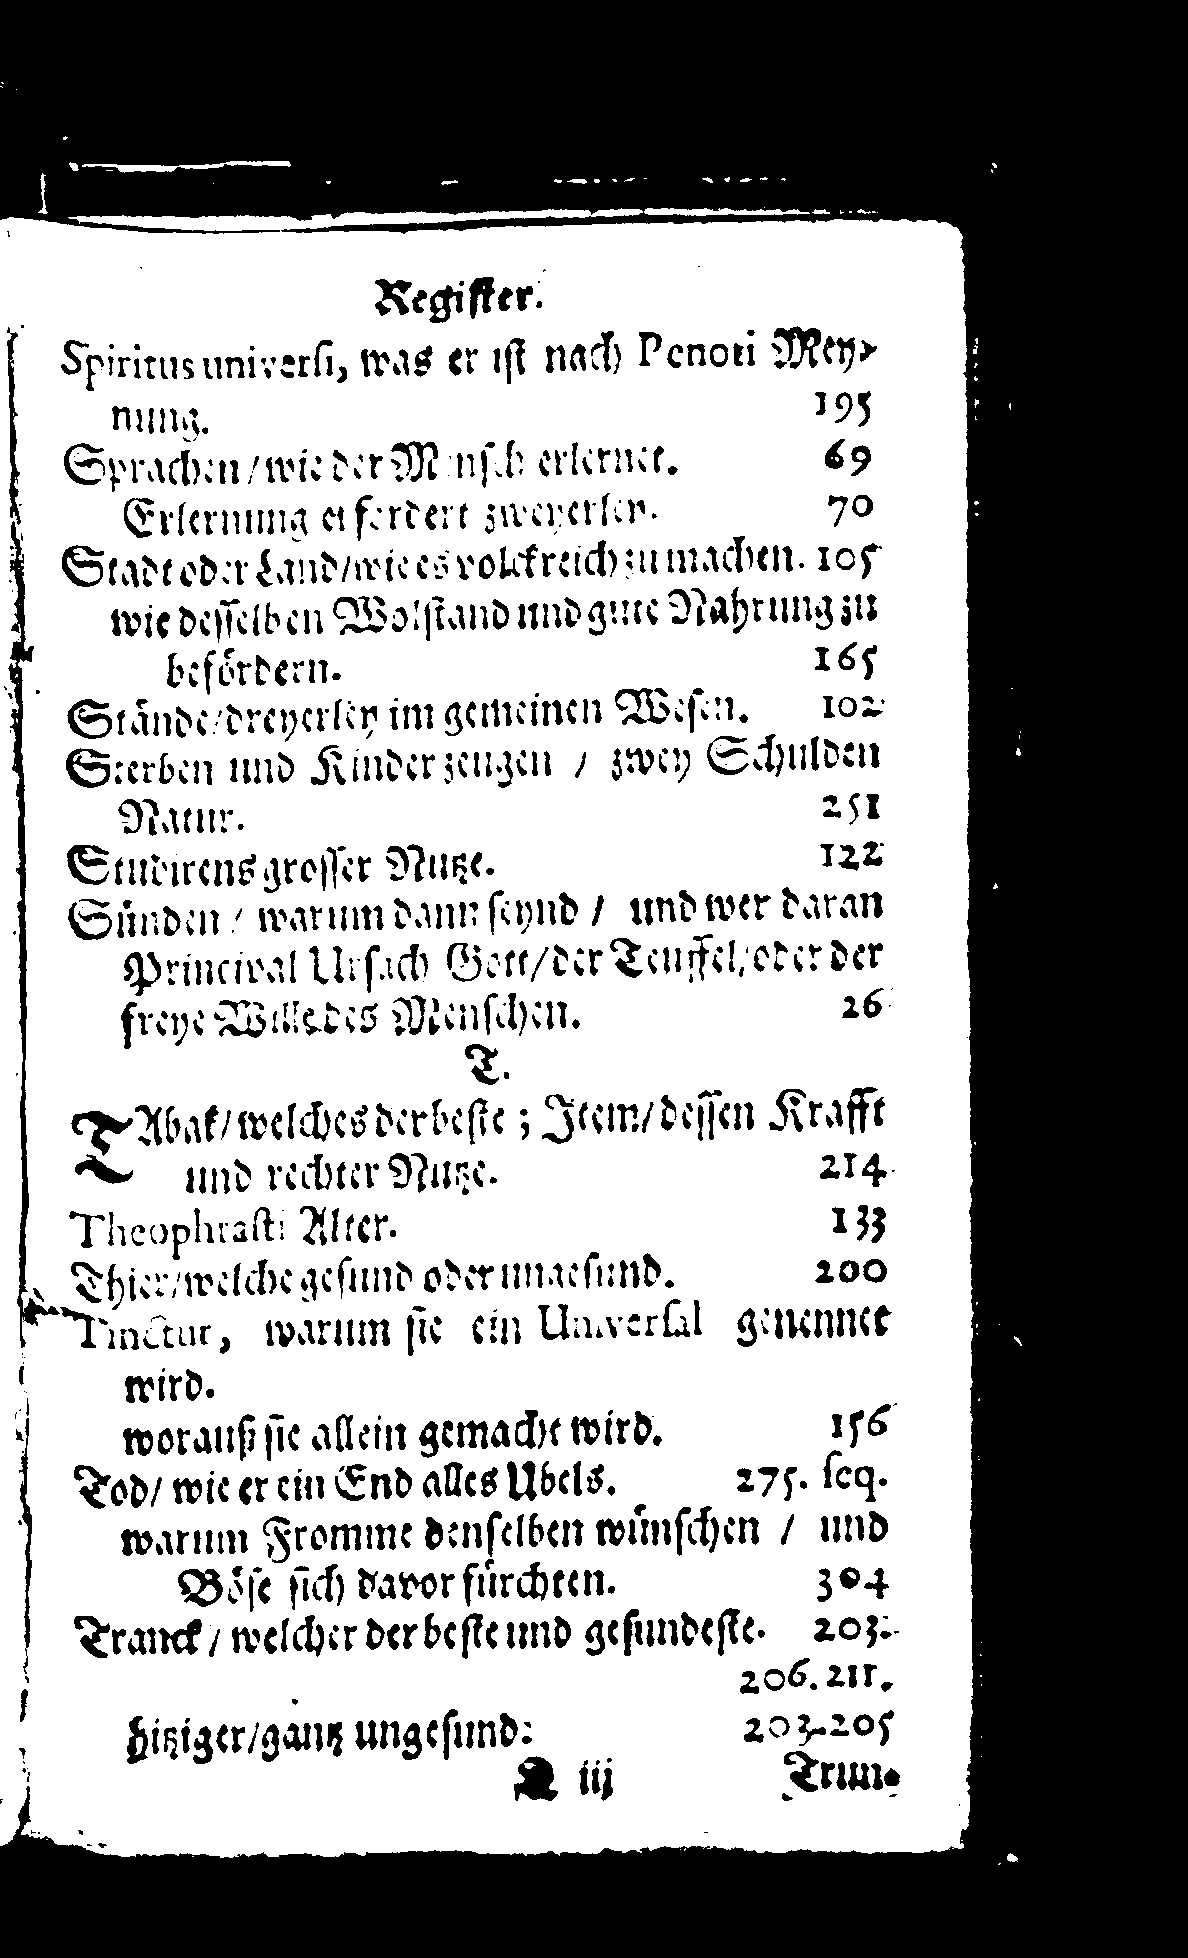 Register.
Spiritus universi, was er ist nach Penoti Mey-
nung. 195
Sprachen/wie der Mensch erlernet. 69
Erlernung erfordert zweyerley. 70
Stadt oder Land/wie es volckreich zu machen. 105
wie desselben Wolstand und gute Nahrung zu
befördern. 165
Stände/dreyerley im gemeinen Wesen. 102
Sterben und Kinder zeugen / zwey Schulden
Natur. 251
Studirens grosser Nutze. 122
Sünden / warum dann seynd / und wer daran
Principal Ursach Gott/der Teuffel/oder der
freye Wille des Menschen. 26
T.
TAbak/welches der beste; Item/dessen Krafft
und rechter Nutze. 214
Theophrasti Alter. 133
Thier/welche gesund oder ungesund. 200
Tinctur, warum sie ein Universal genennet
wird.
worauß sie allein gemacht wird. 156
Tod/ wie er ein End alles Ubels. 275. seq.
warum Fromme denselben wünschen / und
Böse sich davor fürchten. 304
Tranck / welcher der beste und gesundeste. 203.
206. 211.
hitziger/gantz ungesund: 203.205
iij Trun-